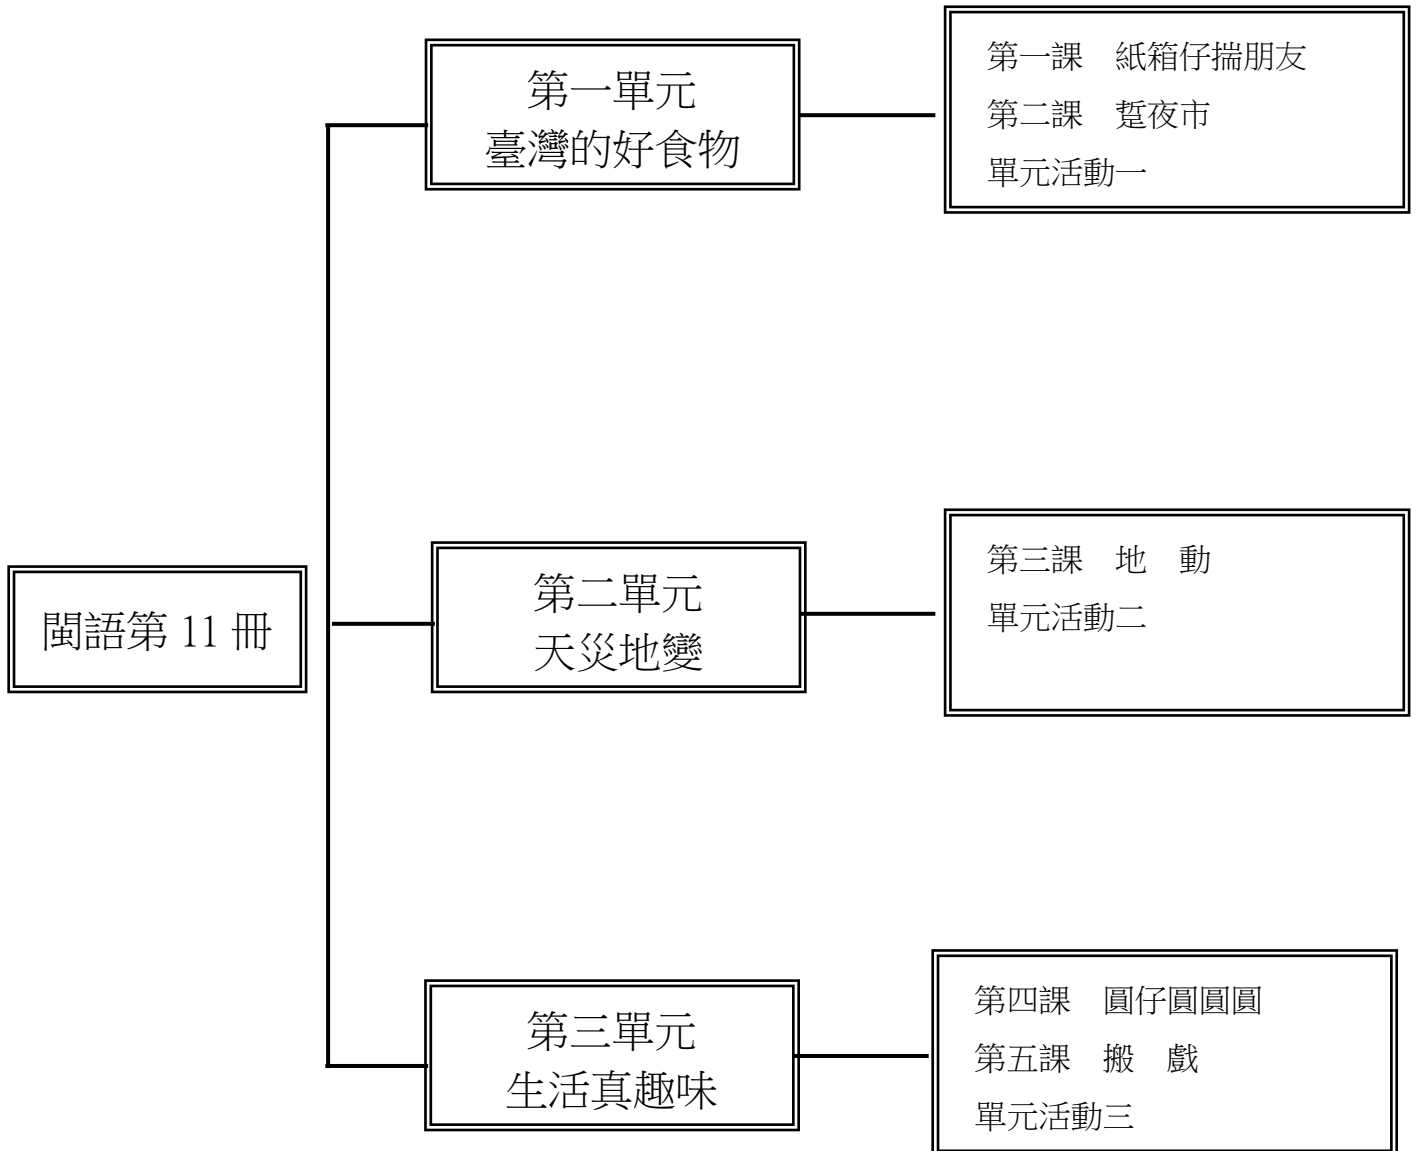 第一單元
臺灣的好食物
第一課　紙箱仔揣朋友
第二課　踅夜市
單元活動一
閩語第 11 冊
第二單元
天災地變
第三課　地　動
單元活動二
第三單元
生活真趣味
第四課　圓仔圓圓圓
第五課　搬　戲
單元活動三